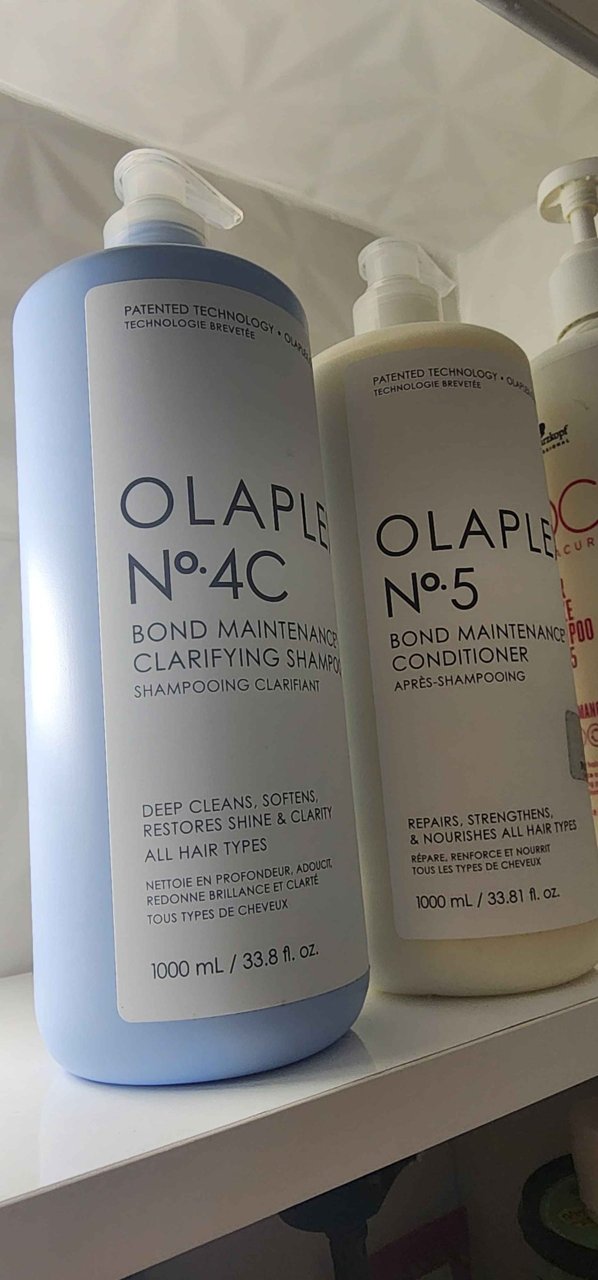 PATENTED TECHNOLOGY • OLAPLEX
TECHNOLOGIE BREVETÉE
OLAPLE
Nº.4C
BOND MAINTENANCE
CLARIFYING SHAMPO
SHAMPOOING CLARIFIANT
DEEP CLEANS, SOFTENS,
RESTORES SHINE & CLARITY
ALL HAIR TYPES
NETTOIE EN PROFONDEUR, ADOUCIT,
REDONNE BRILLANCE ET CLARTÉ
TOUS TYPES DE CHEVEUX
1000 mL / 33.8 fl. oz.
PATENTED TECHNOLOGY • OLAPLEX
TECHNOLOGIE BREVETÉE
OLAPLE
Nº.5
BOND MAINTENANCE
CONDITIONER
APRÈS-SHAMPOOING
REPAIRS, STRENGTHENS,
& NOURISHES ALL HAIR TYPES
RÉPARE, RENFORCE ET NOURRIT
TOUS LES TYPES DE CHEVEUX
1000 mL / 33.81 fl. oz.